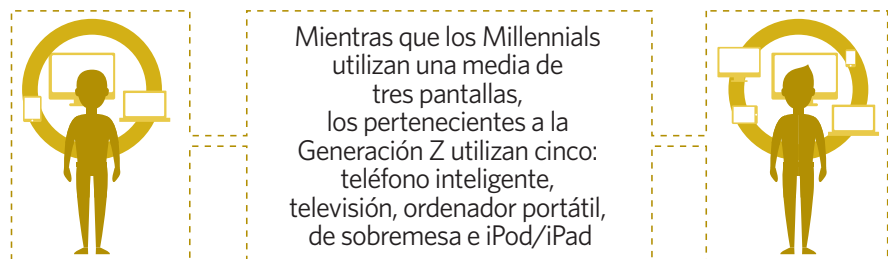 Mientras que los Millennials
utilizan una media de
tres pantallas,
los pertenecientes a la
Generación Z utilizan cinco:
teléfono inteligente,
televisión, ordenador portátil,
de sobremesa e iPod/iPad